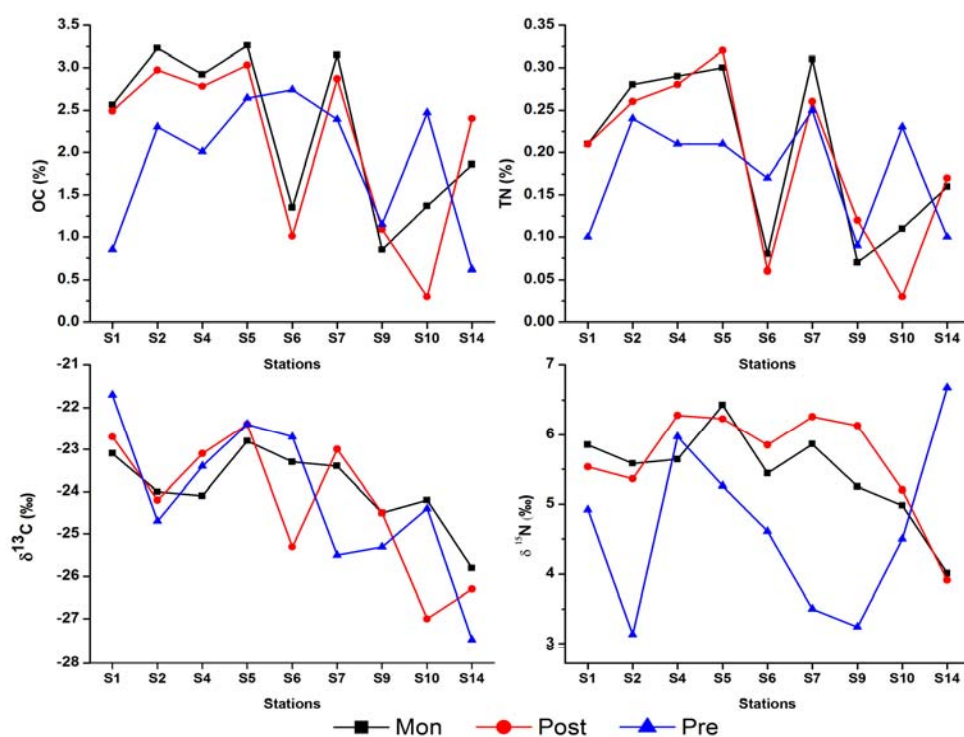 3.5
3.0
2.5
2.0
1.5
1.0
0.5
0.0
OC (%)
S1 S2 S4 S5 S6 S7 S9 S10 S14
Stations
0.35
0.30
0.25
0.20
0.15
0.10
0.05
0.00
TN (%)
S1 S2 S4 S5 S6 S7 S9 S10 S14
Stations
-21
-22
-23
-24
-25
-26
-27
-28
δ13C (‰)
S1 S2 S4 S5 S6 S7 S9 S10 S14
Stations
7
6
5
4
3
δ 15N (‰)
S1 S2 S4 S5 S6 S7 S9 S10 S14
Stations
Mon Post Pre